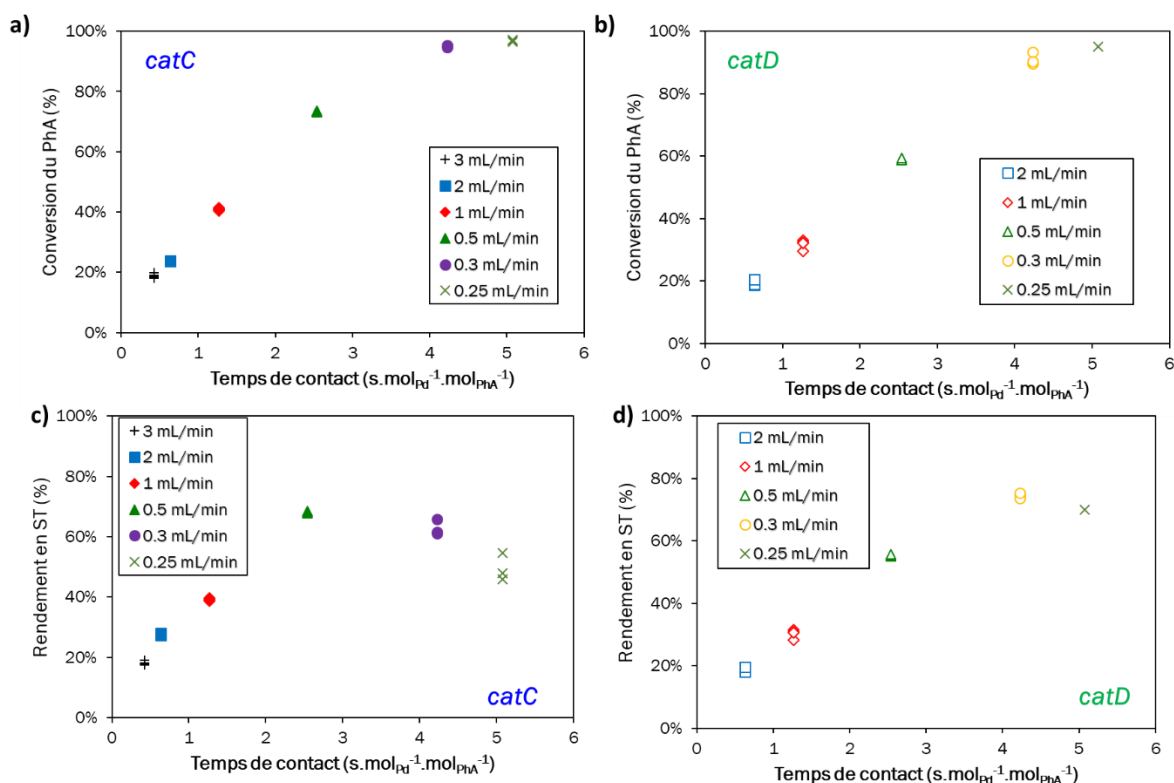 a)
catC
Conversion du PhA (%)
100%
80%
60%
40%
20%
0%
3 mL/min
2 mL/min
1 mL/min
0.5 mL/min
0.3 mL/min
0.25 mL/min
0 1 2 3 4 5 6
Temps de contact (s.molPd-1.molPhA-1)
b)
catD
Conversion du PhA (%)
100%
80%
60%
40%
20%
0%
2 mL/min
1 mL/min
0.5 mL/min
0.3 mL/min
0.25 mL/min
0 1 2 3 4 5 6
Temps de contact (s.molPd-1.molPhA-1)
c)
Rendement en ST (%)
100%
80%
60%
40%
20%
0%
3 mL/min
2 mL/min
1 mL/min
0.5 mL/min
0.3 mL/min
0.25 mL/min
catC
0 1 2 3 4 5 6
Temps de contact (s.molPd-1.molPhA-1)
d)
Rendement en ST (%)
100%
80%
60%
40%
20%
0%
2 mL/min
1 mL/min
0.5 mL/min
0.3 mL/min
0.25 mL/min
catD
0 1 2 3 4 5 6
Temps de contact (s.molPd-1.molPhA-1)